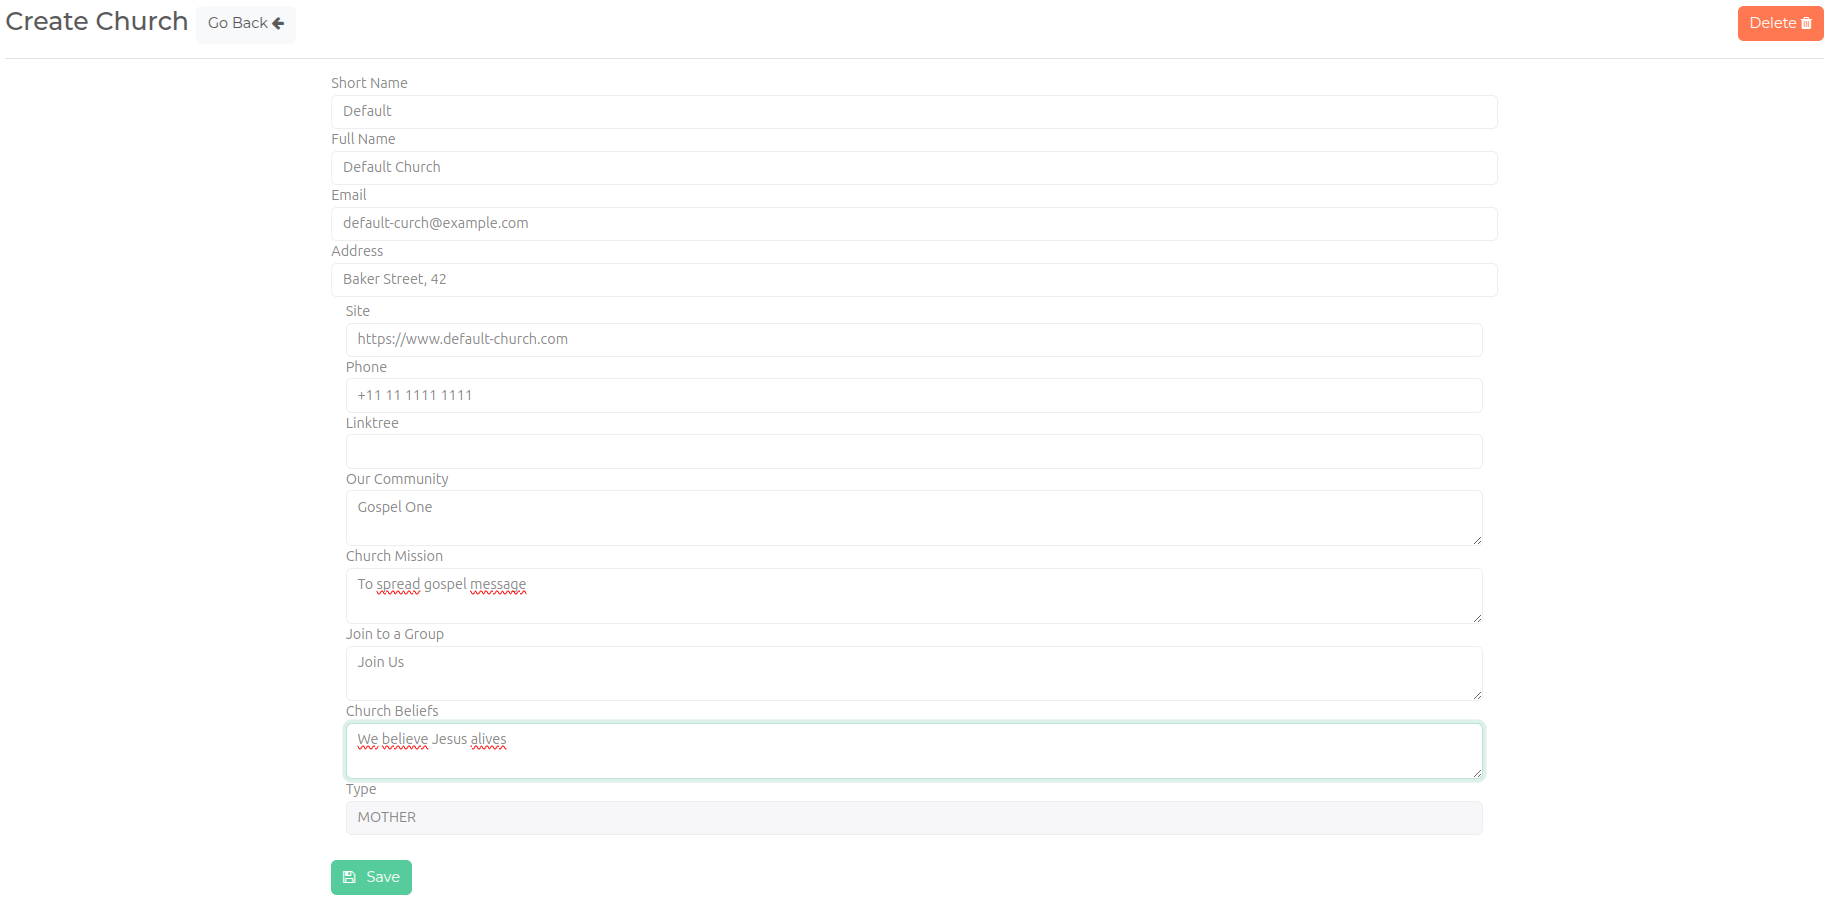 Create Church
Go Back
Delete
Short Name
Default
Full Name
Default Church
Email
default-curch@example.com
Address
Baker Street, 42
Site
https://www.default-church.com
Phone
+11 11 1111 1111
Linktree
Our Community
Gospel One
Church Mission
To spread gospel message
Join to a Group
Join Us
Church Beliefs
We believe Jesus alives
Type
MOTHER
Save